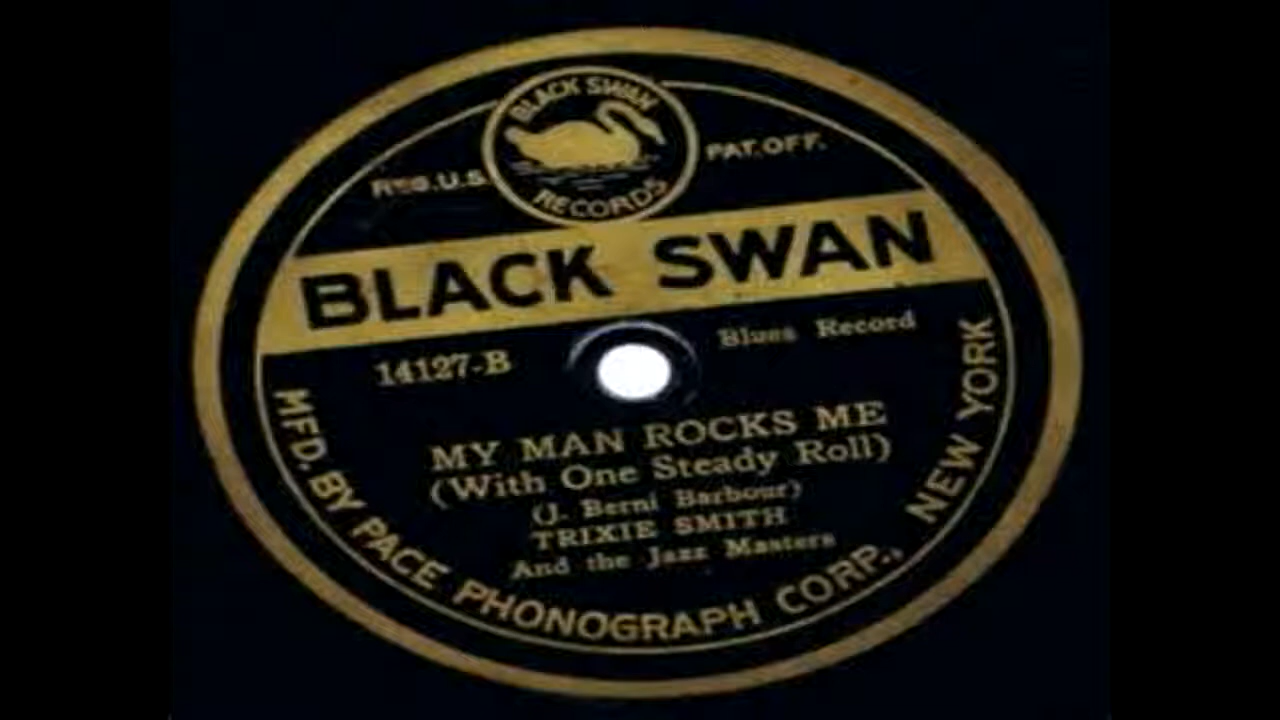 BLACK SWAN
RECORDS
REG. U.S. PAT. OFF.
BLACK SWAN
14127-B
Blues Record
MY MAN ROCKS ME
(With One Steady Roll)
(J. Berni Barbour)
TRIXIE SMITH
And the Jazz Masters
MFD. BY PACE PHONOGRAPH CORP., NEW YORK